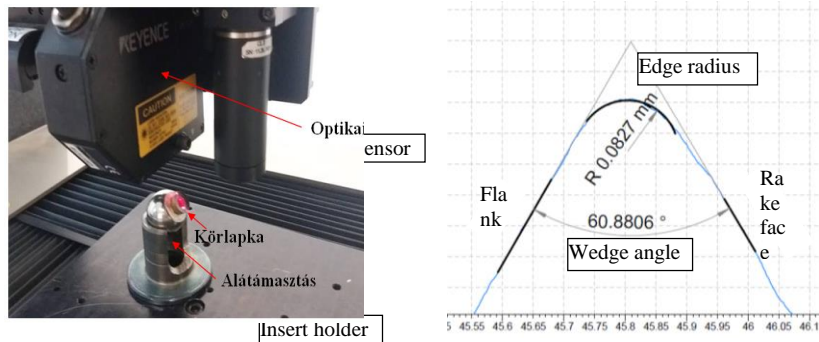 KEYENCE
CAUTION
Optikai
ensor
Körlapka
Alátámasztás
Insert holder
Edge radius
R 0.0827 mm
Fla
nk
Ra
ke
fac
e
60.8806 °
Wedge angle
45.55 45.6 45.65 45.7 45.75 45.8 45.85 45.9 45.95 46 46.05 46.1